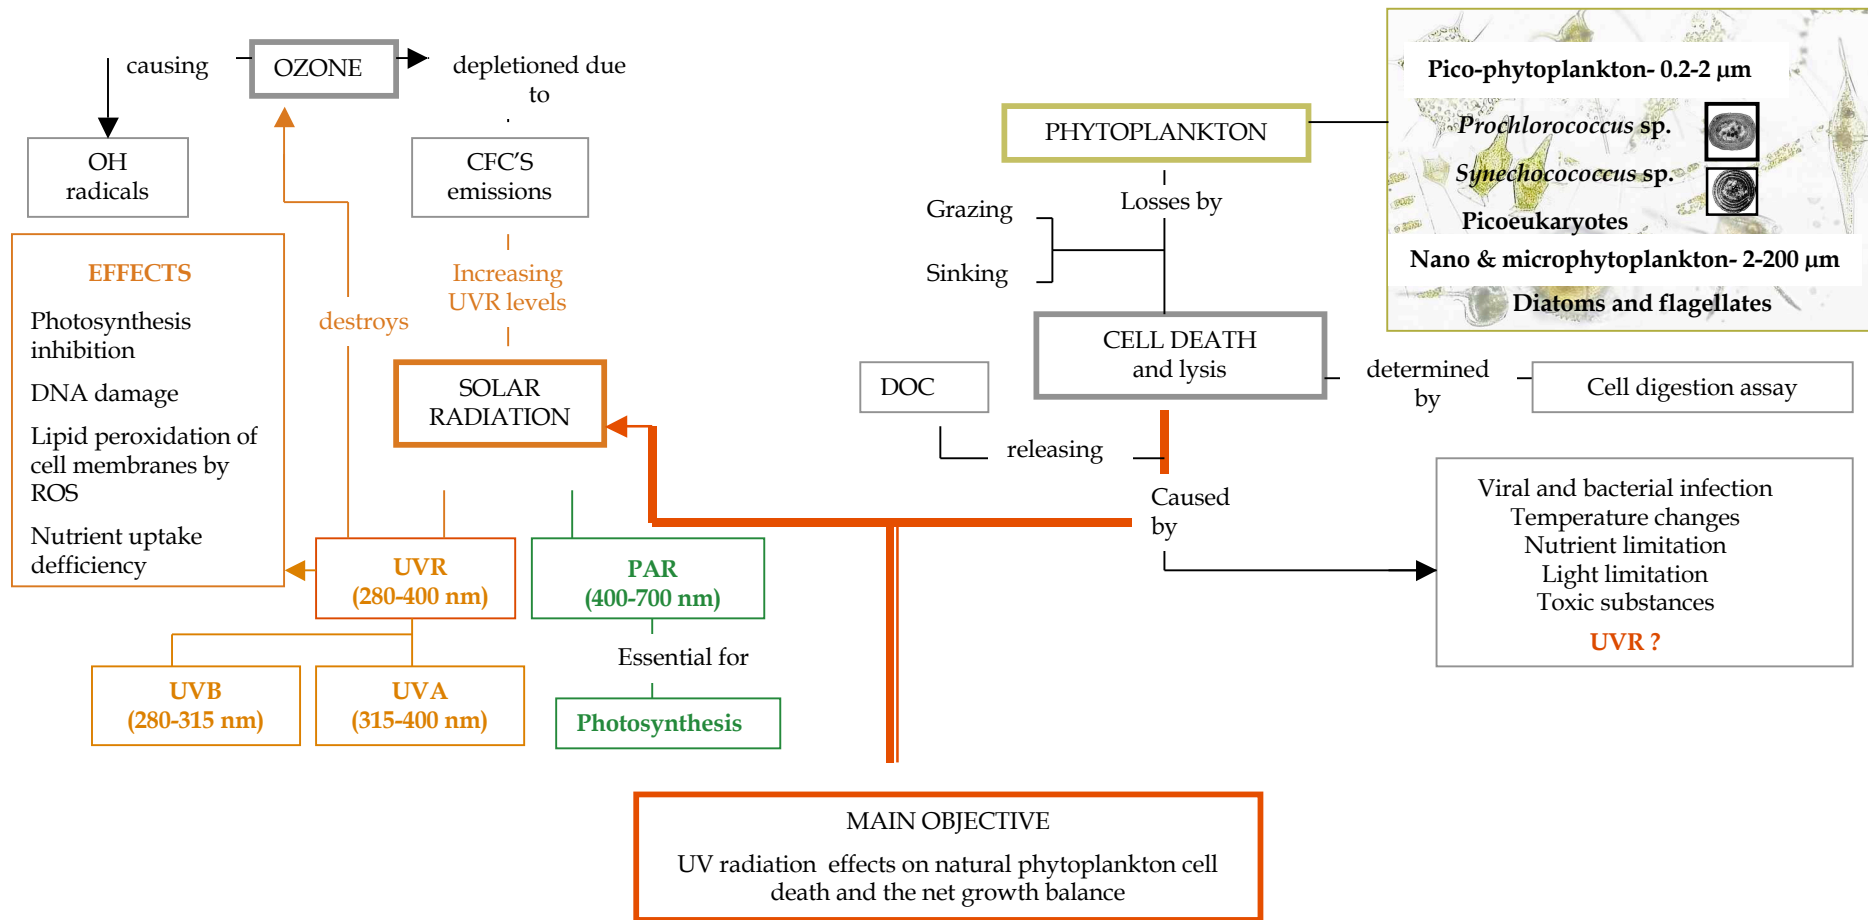 causing
OZONE
depletioned due
to
OH
radicals
CFC'S
emissions
EFFECTS
Photosynthesis
inhibition
DNA damage
Lipid peroxidation of
cell membranes by
ROS
Nutrient uptake
defficiency
destroys
Increasing
UVR levels
SOLAR
RADIATION
UVR
(280-400 nm)
PAR
(400-700 nm)
UVB
(280-315 nm)
UVA
(315-400 nm)
Essential for
Photosynthesis
PHYTOPLANKTON
Losses by
Grazing
Sinking
CELL DEATH
and lysis
DOC
releasing
determined
by
Cell digestion assay
Caused
by
Viral and bacterial infection
Temperature changes
Nutrient limitation
Light limitation
Toxic substances
UVR ?
Pico-phytoplankton- 0.2-2 μm
Prochlorococcus sp.
Synechocococcus sp.
Picoeukaryotes
Nano & microphytoplankton- 2-200 μm
Diatoms and flagellates
MAIN OBJECTIVE
UV radiation effects on natural phytoplankton cell
death and the net growth balance